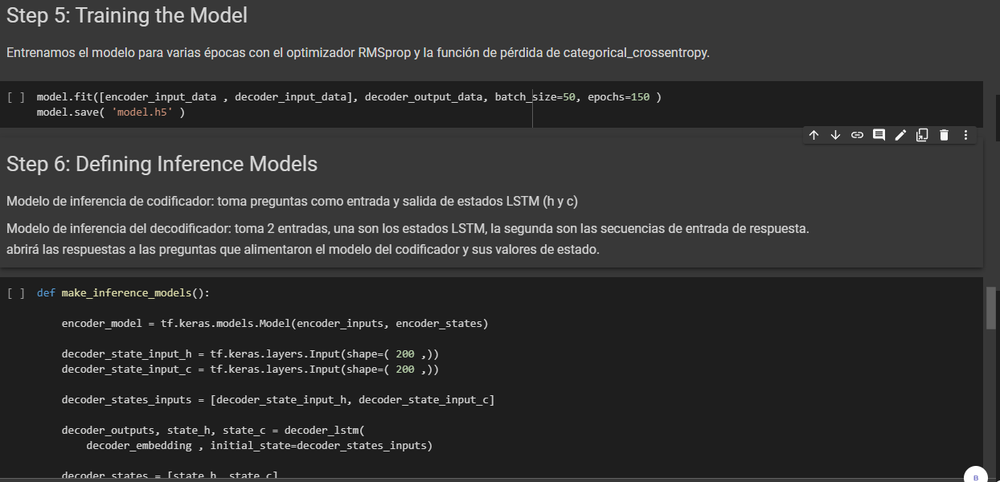 Step 5: Training the Model
Entrenamos el modelo para varias épocas con el optimizador RMSprop y la función de pérdida de categorical_crossentropy.
[ ] model.fit([encoder_input_data , decoder_input_data], decoder_output_data, batch_size=50, epochs=150 )
model.save( 'model.h5' )
Step 6: Defining Inference Models
Modelo de inferencia de codificador: toma preguntas como entrada y salida de estados LSTM (h y c)
Modelo de inferencia del decodificador: toma 2 entradas, una son los estados LSTM, la segunda son las secuencias de entrada de respuesta.
abrirá las respuestas a las preguntas que alimentaron el modelo del codificador y sus valores de estado.
[ ] def make_inference_models():
encoder_model = tf.keras.models.Model(encoder_inputs, encoder_states)
decoder_state_input_h = tf.keras.layers.Input(shape=( 200 ,))
decoder_state_input_c = tf.keras.layers.Input(shape=( 200 ,))
decoder_states_inputs = [decoder_state_input_h, decoder_state_input_c]
decoder_outputs, state_h, state_c = decoder_lstm(
decoder_embedding , initial_state=decoder_states_inputs)
decoder_states = [state_h, state_c]
B